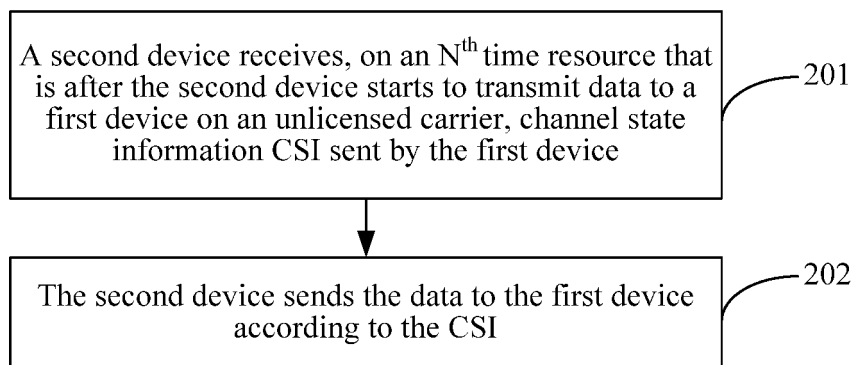 A second device receives, on an Nth time resource that
is after the second device starts to transmit data to a
first device on an unlicensed carrier, channel state
information CSI sent by the first device
201
The second device sends the data to the first device
according to the CSI
202